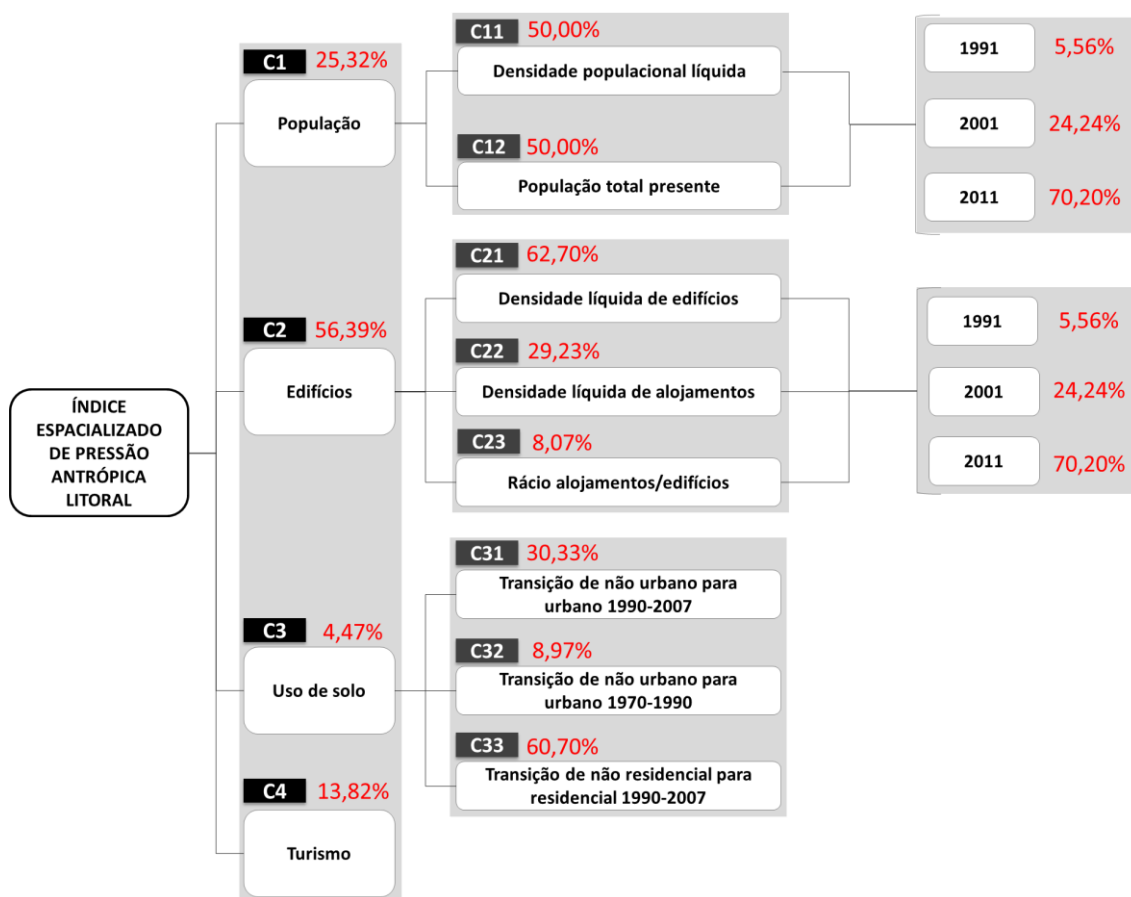 ÍNDICE
ESPACIALIZADO
DE PRESSÃO
ANTRÓPICA
LITORAL
C1 25,32%
População
C11 50,00%
Densidade populacional líquida
C12 50,00%
População total presente
1991 5,56%
2001 24,24%
2011 70,20%
C2 56,39%
Edifícios
C21 62,70%
Densidade líquida de edifícios
C22 29,23%
Densidade líquida de alojamentos
C23 8,07%
Rácio alojamentos/edifícios
1991 5,56%
2001 24,24%
2011 70,20%
C3 4,47%
Uso de solo
C31 30,33%
Transição de não urbano para
urbano 1990-2007
C32 8,97%
Transição de não urbano para
urbano 1970-1990
C33 60,70%
Transição de não residencial para
residencial 1990-2007
C4 13,82%
Turismo